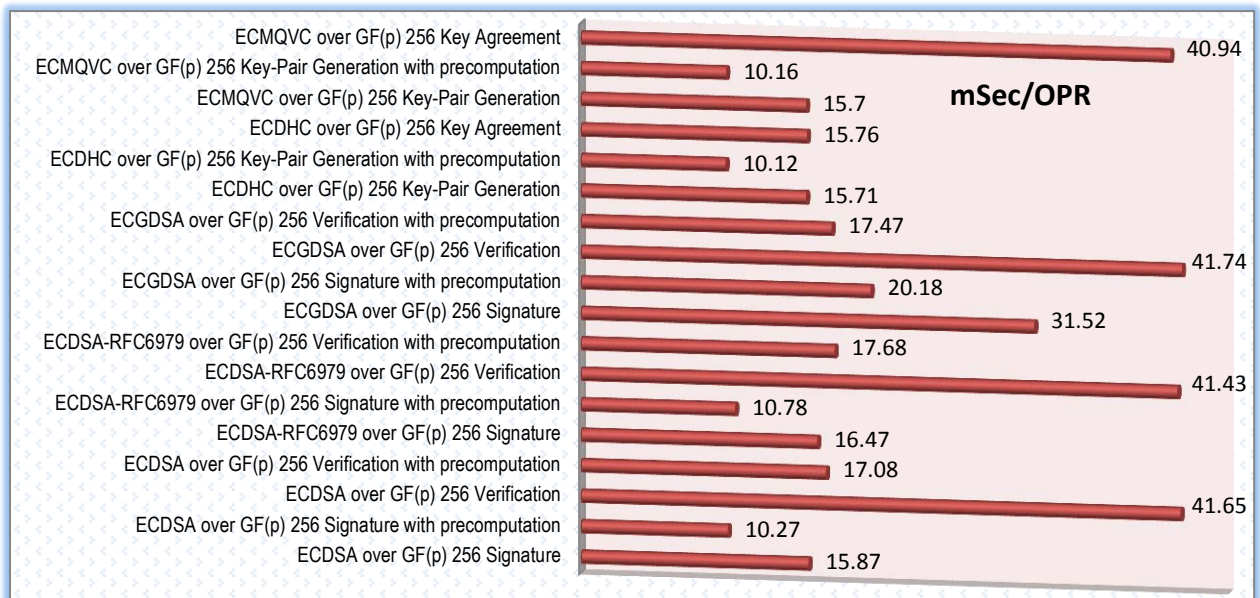 ECMQVC over GF(p) 256 Key Agreement 40.94
ECMQVC over GF(p) 256 Key-Pair Generation with precomputation 10.16
mSec/OPR
ECMQVC over GF(p) 256 Key-Pair Generation 15.7
ECDHC over GF(p) 256 Key Agreement 15.76
ECDHC over GF(p) 256 Key-Pair Generation with precomputation 10.12
ECDHC over GF(p) 256 Key-Pair Generation 15.71
ECGDSA over GF(p) 256 Verification with precomputation 17.47
ECGDSA over GF(p) 256 Verification 41.74
ECGDSA over GF(p) 256 Signature with precomputation 20.18
ECGDSA over GF(p) 256 Signature 31.52
ECDSA-RFC6979 over GF(p) 256 Verification with precomputation 17.68
ECDSA-RFC6979 over GF(p) 256 Verification 41.43
ECDSA-RFC6979 over GF(p) 256 Signature with precomputation 10.78
ECDSA-RFC6979 over GF(p) 256 Signature 16.47
ECDSA over GF(p) 256 Verification with precomputation 17.08
ECDSA over GF(p) 256 Verification 41.65
ECDSA over GF(p) 256 Signature with precomputation 10.27
ECDSA over GF(p) 256 Signature 15.87